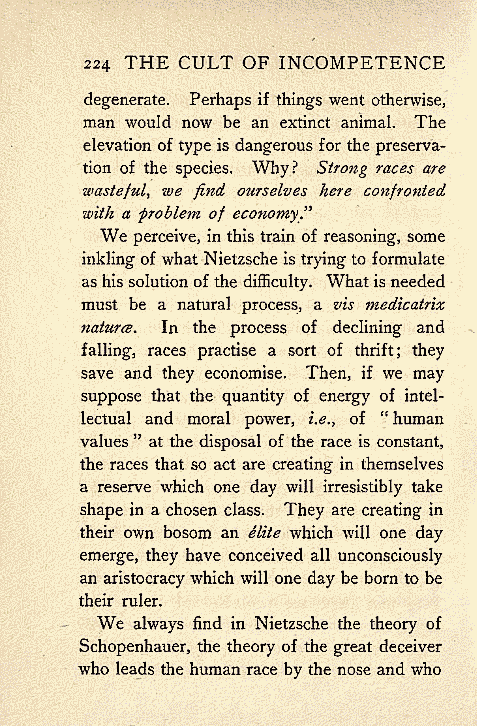 224 THE CULT OF INCOMPETENCE
degenerate. Perhaps if things went otherwise,
man would now be an extinct animal. The
elevation of type is dangerous for the preserva-
tion of the species. Why? Strong races are
wasteful, we find ourselves here confronted
with a problem of economy."
We perceive, in this train of reasoning, some
inkling of what Nietzsche is trying to formulate
as his solution of the difficulty. What is needed
must be a natural process, a vis medicatrix
naturæ. In the process of declining and
falling, races practise a sort of thrift; they
save and they economise. Then, if we may
suppose that the quantity of energy of intel-
lectual and moral power, i.e., of "human
values" at the disposal of the race is constant,
the races that so act are creating in themselves
a reserve which one day will irresistibly take
shape in a chosen class. They are creating in
their own bosom an élite which will one day
emerge, they have conceived all unconsciously
an aristocracy which will one day be born to be
their ruler.
We always find in Nietzsche the theory of
Schopenhauer, the theory of the great deceiver
who leads the human race by the nose and who